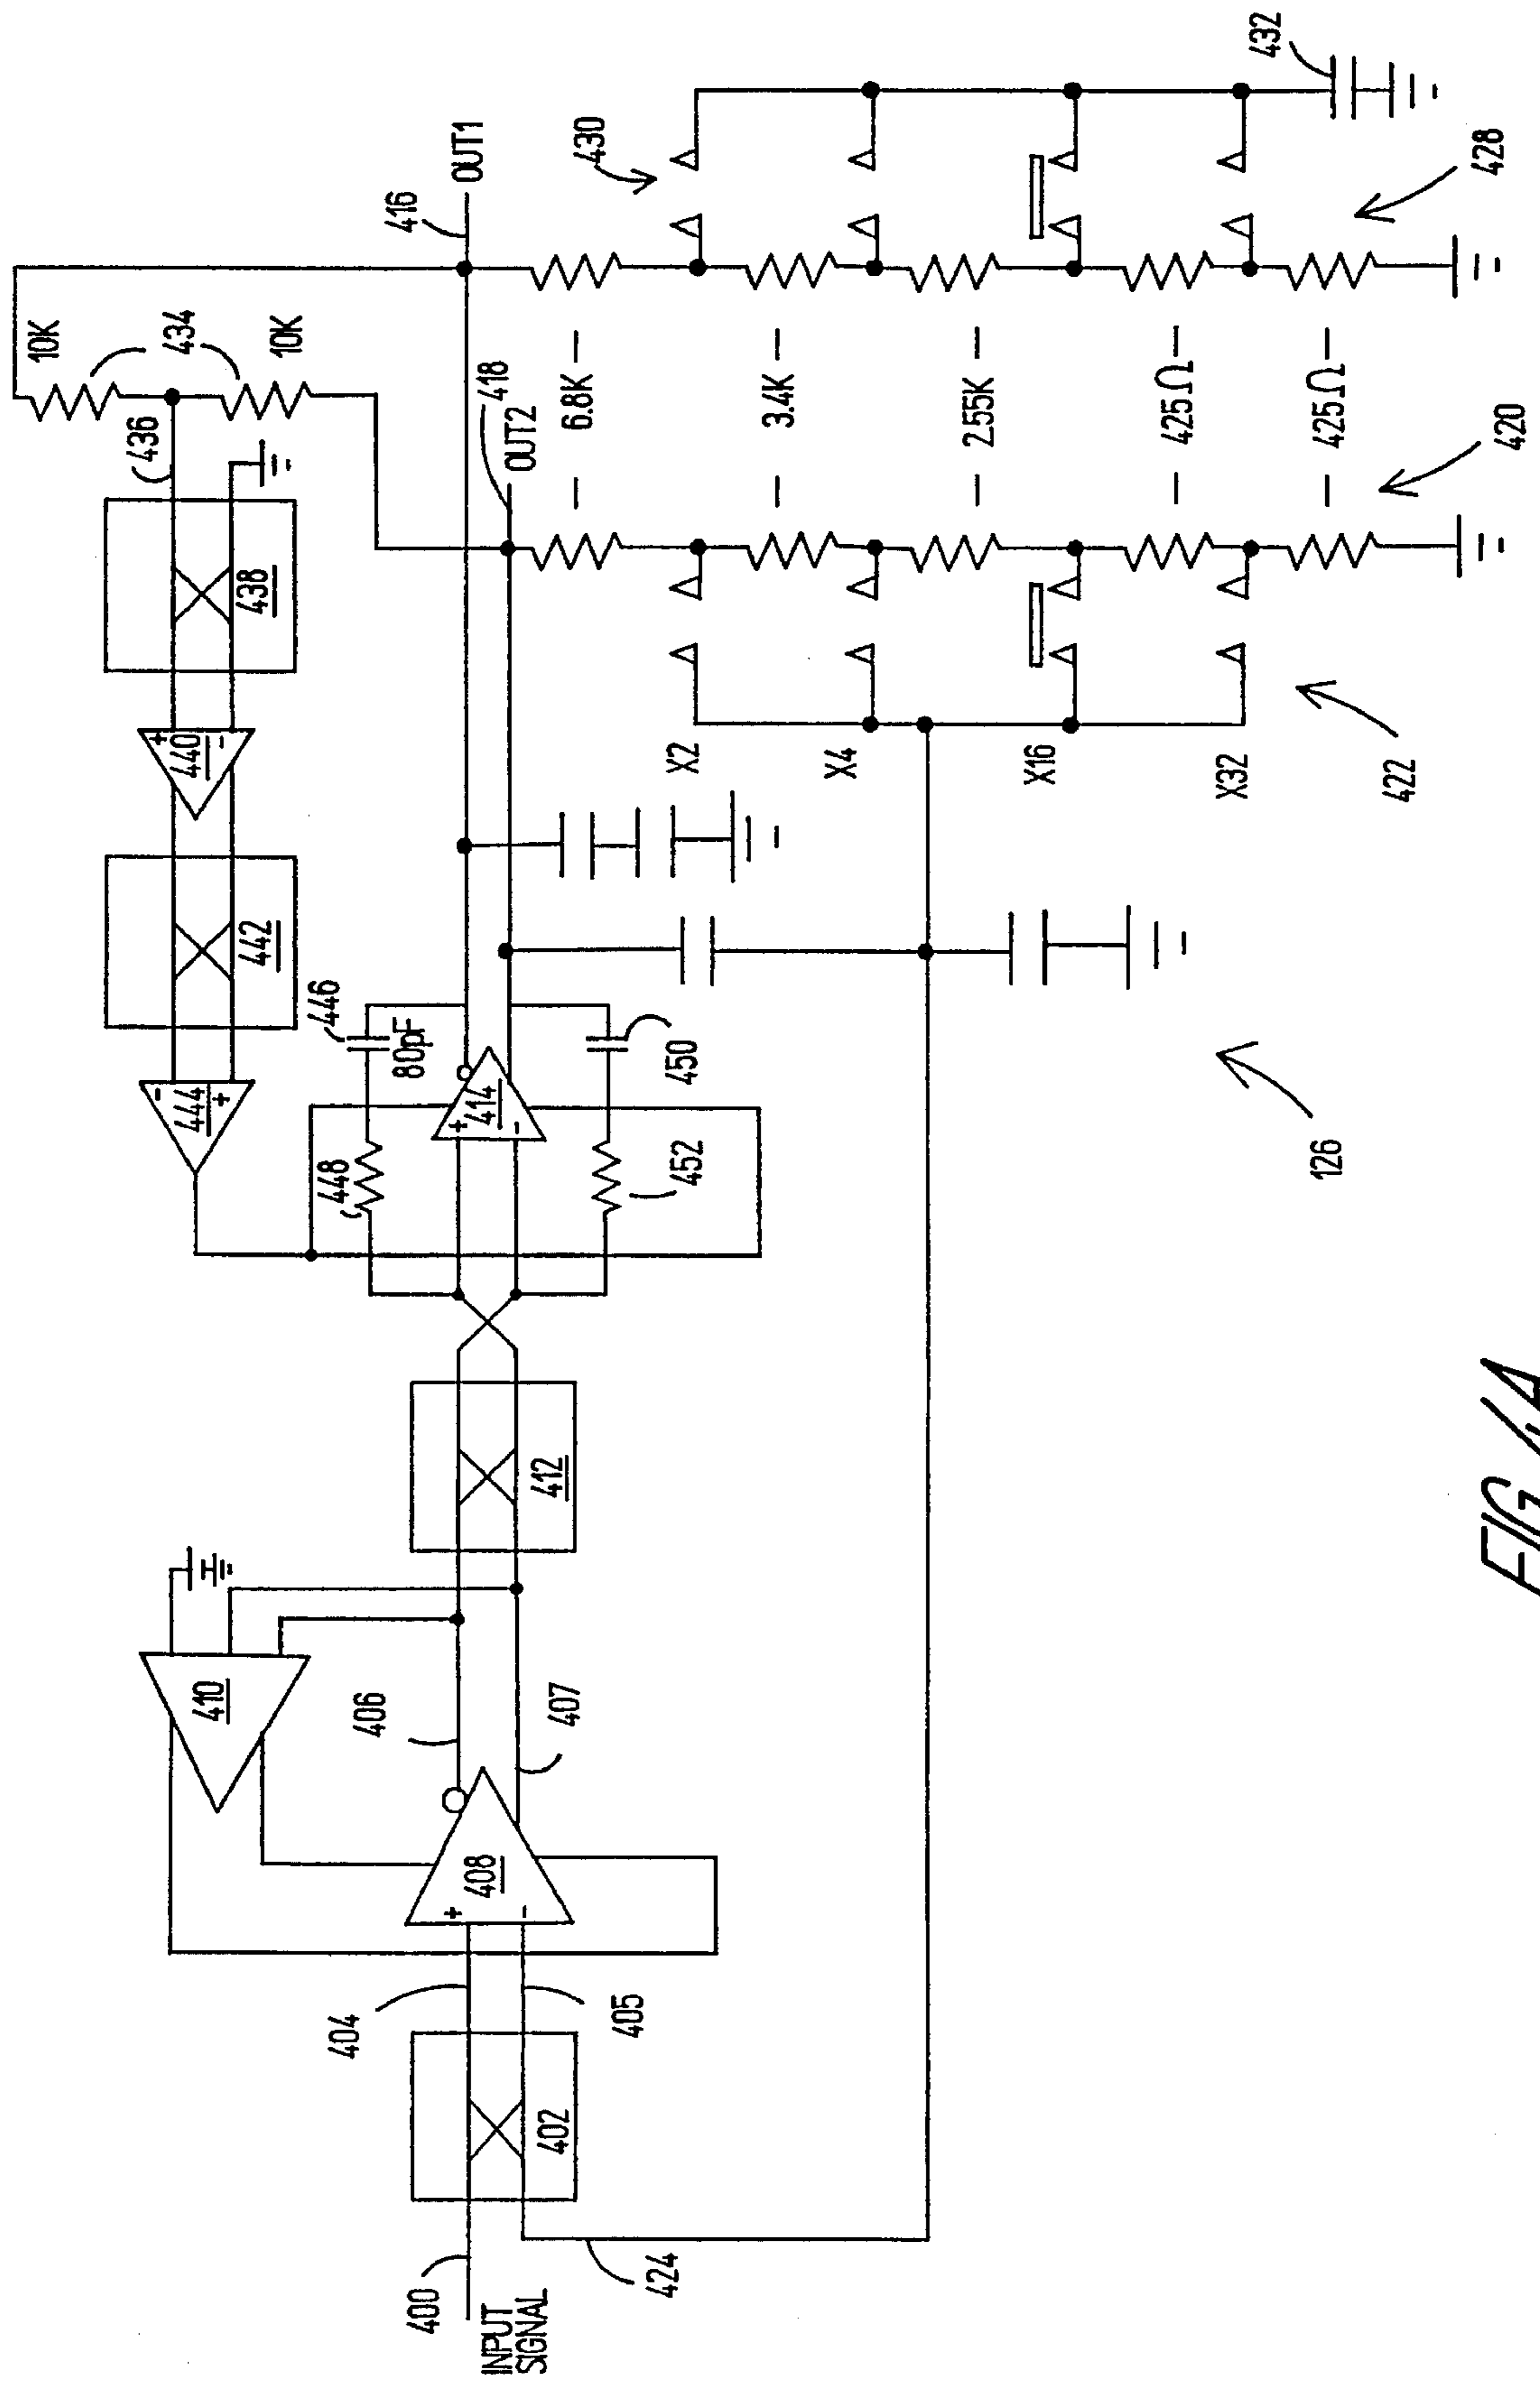 10K
434
10K
436
438
440
+
-
442
444
-
+
416
OUT1
418
OUT2
446
80pF
448
414
+
-
450
452
430
432
428
6.8K
3.4K
2.55K
425Ω
425Ω
420
422
X2
X4
X16
X32
126
412
410
406
407
408
+
-
404
405
402
400
INPUT
SIGNAL
424
FIG. 4A